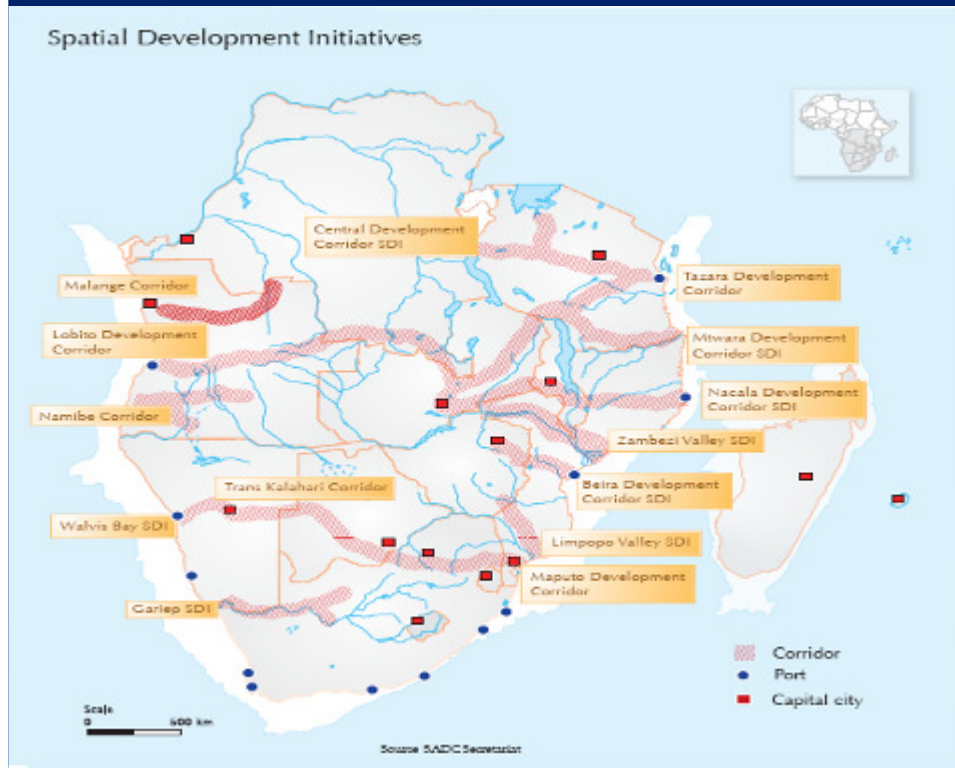 Spatial Development Initiatives
Central Development
Corridor SDI
Malange Corridor
Tazara Development
Corridor
Lobito Development
Corridor
Mtwara Development
Corridor SDI
Nacala Development
Corridor SDI
Namibe Corridor
Zambezi Valley SDI
Trans Kalahari Corridor
Beira Development
Corridor SDI
Walvis Bay SDI
Limpopo Valley SDI
Maputo Development
Corridor
Gariep SDI
Corridor
Port
Capital city
Scale
0 500 km
Source SADC Secretariat